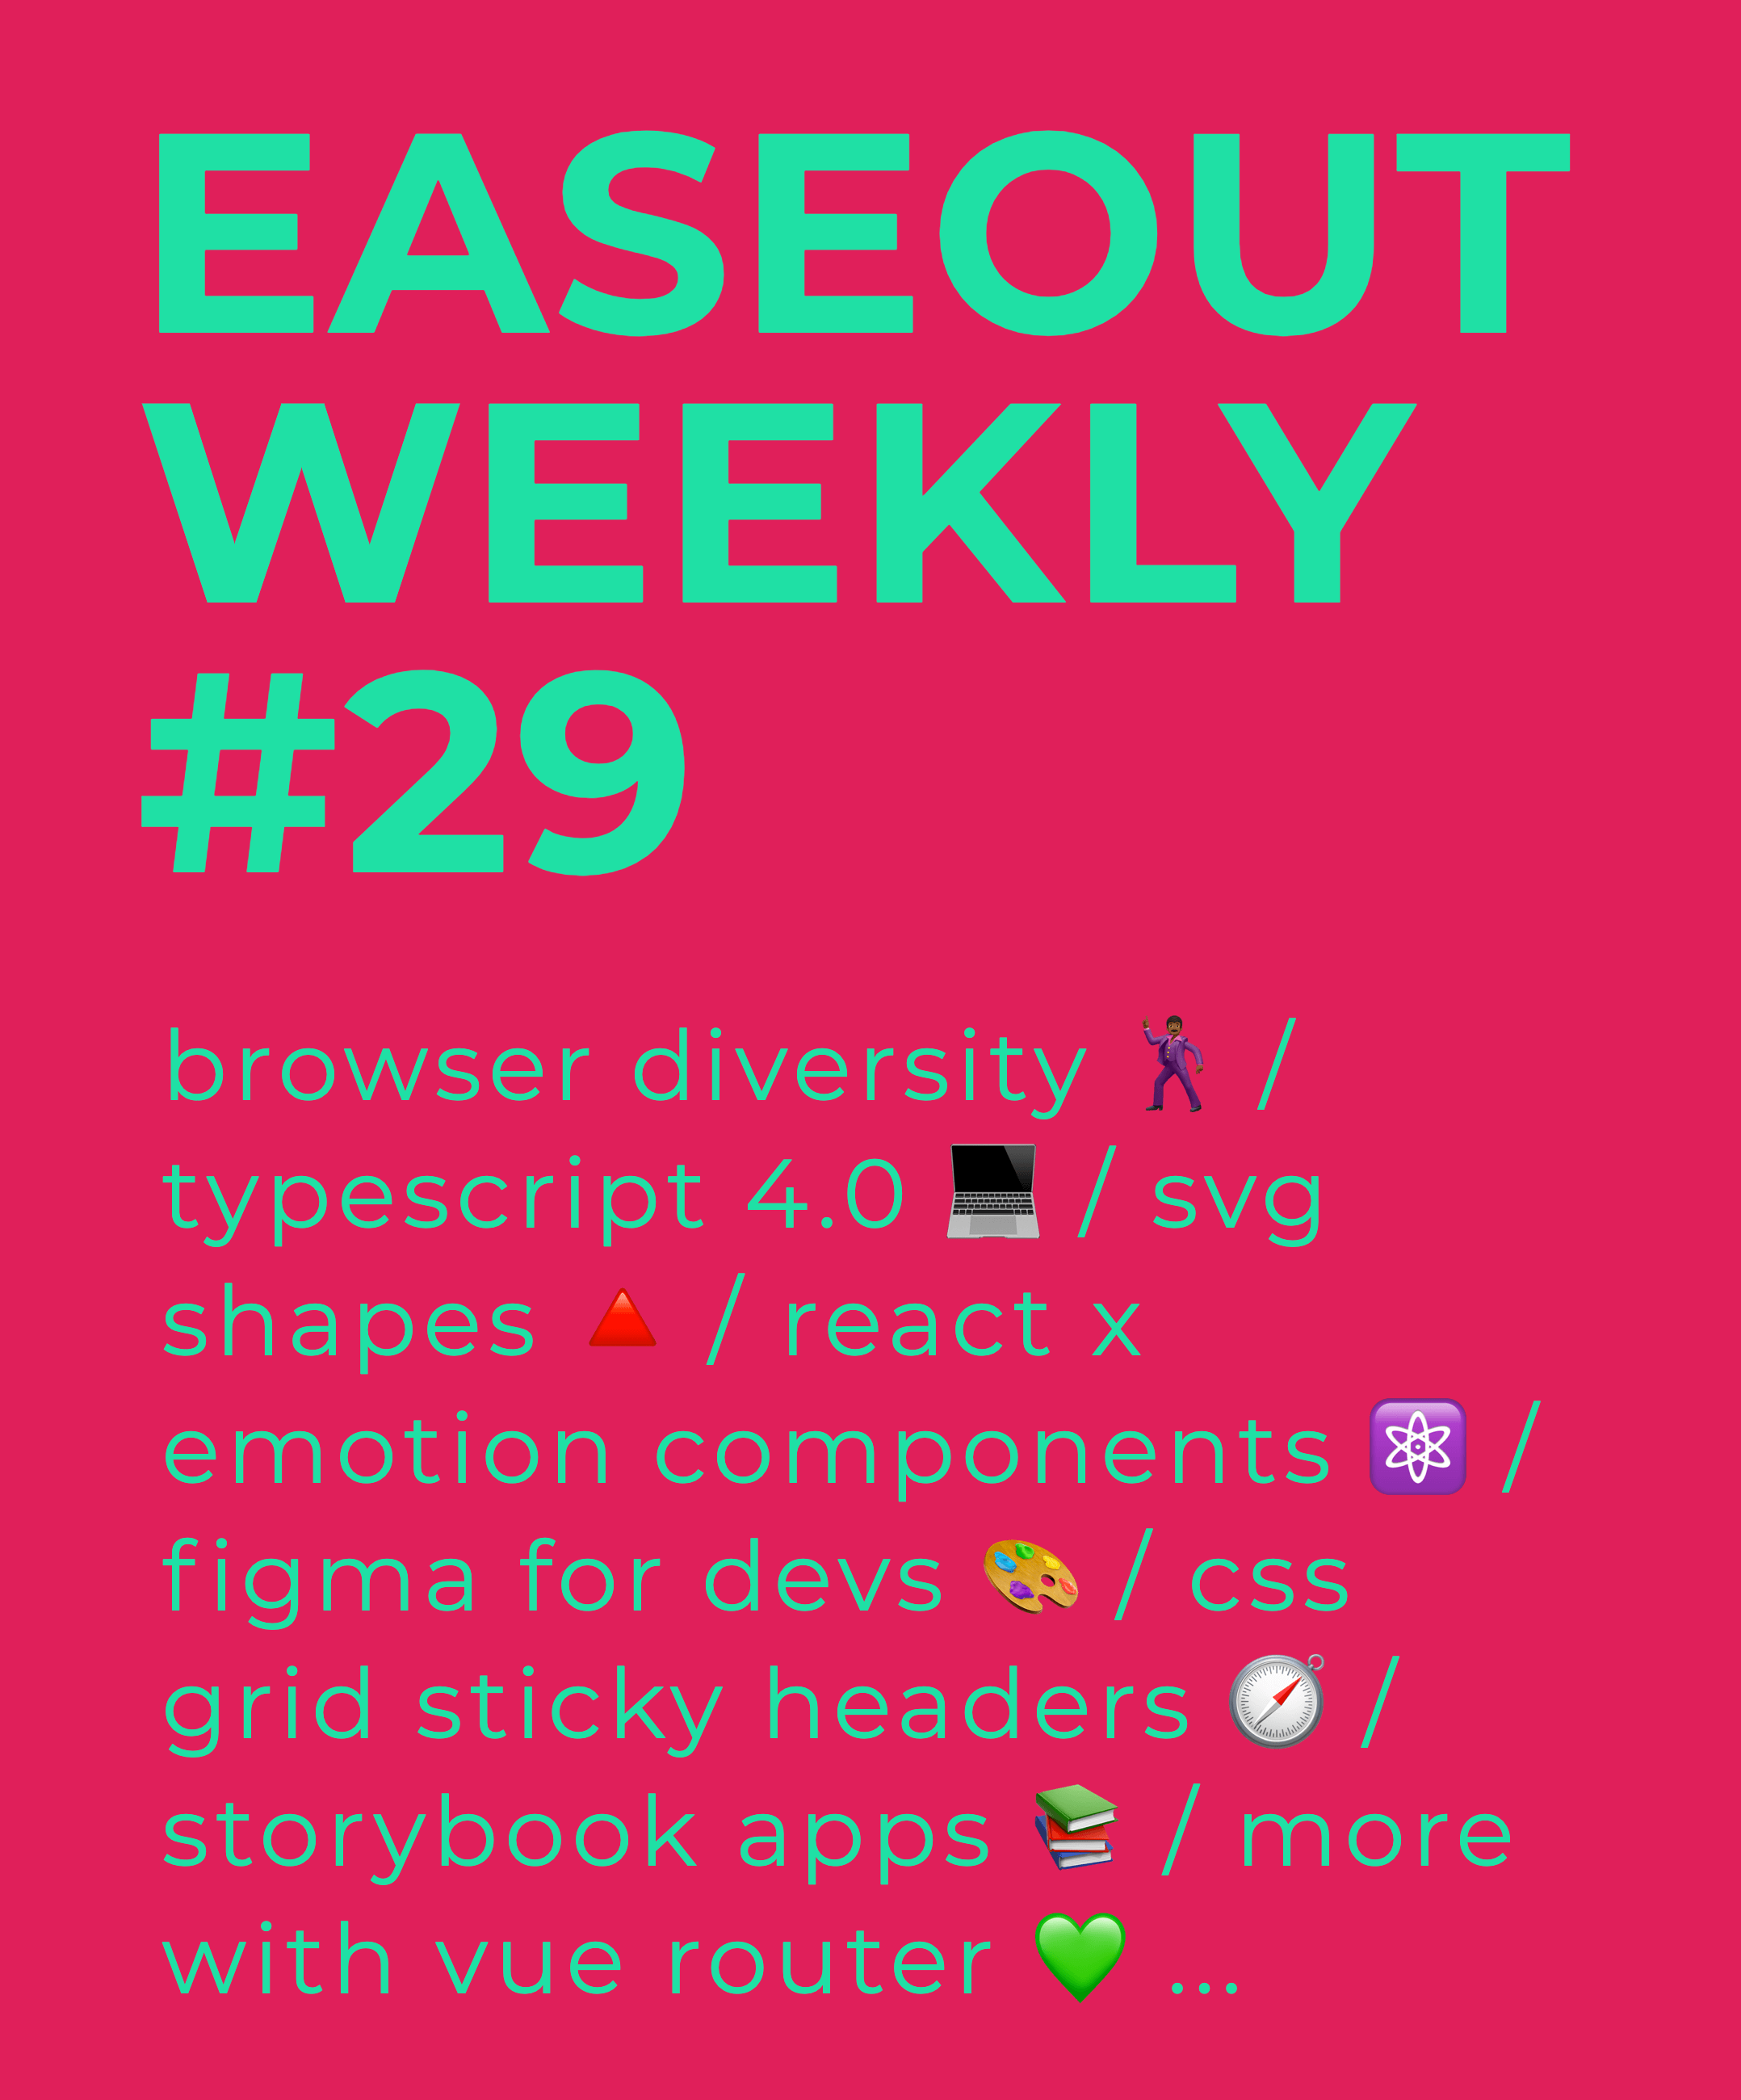 EASEOUT
WEEKLY
#29
browser diversity 🕺🏾 /
typescript 4.0 💻 / svg
shapes 🔺 / react x
emotion components ⚛️ /
figma for devs 🎨 / css
grid sticky headers 🧭 /
storybook apps 📚 / more
with vue router 💚 ...